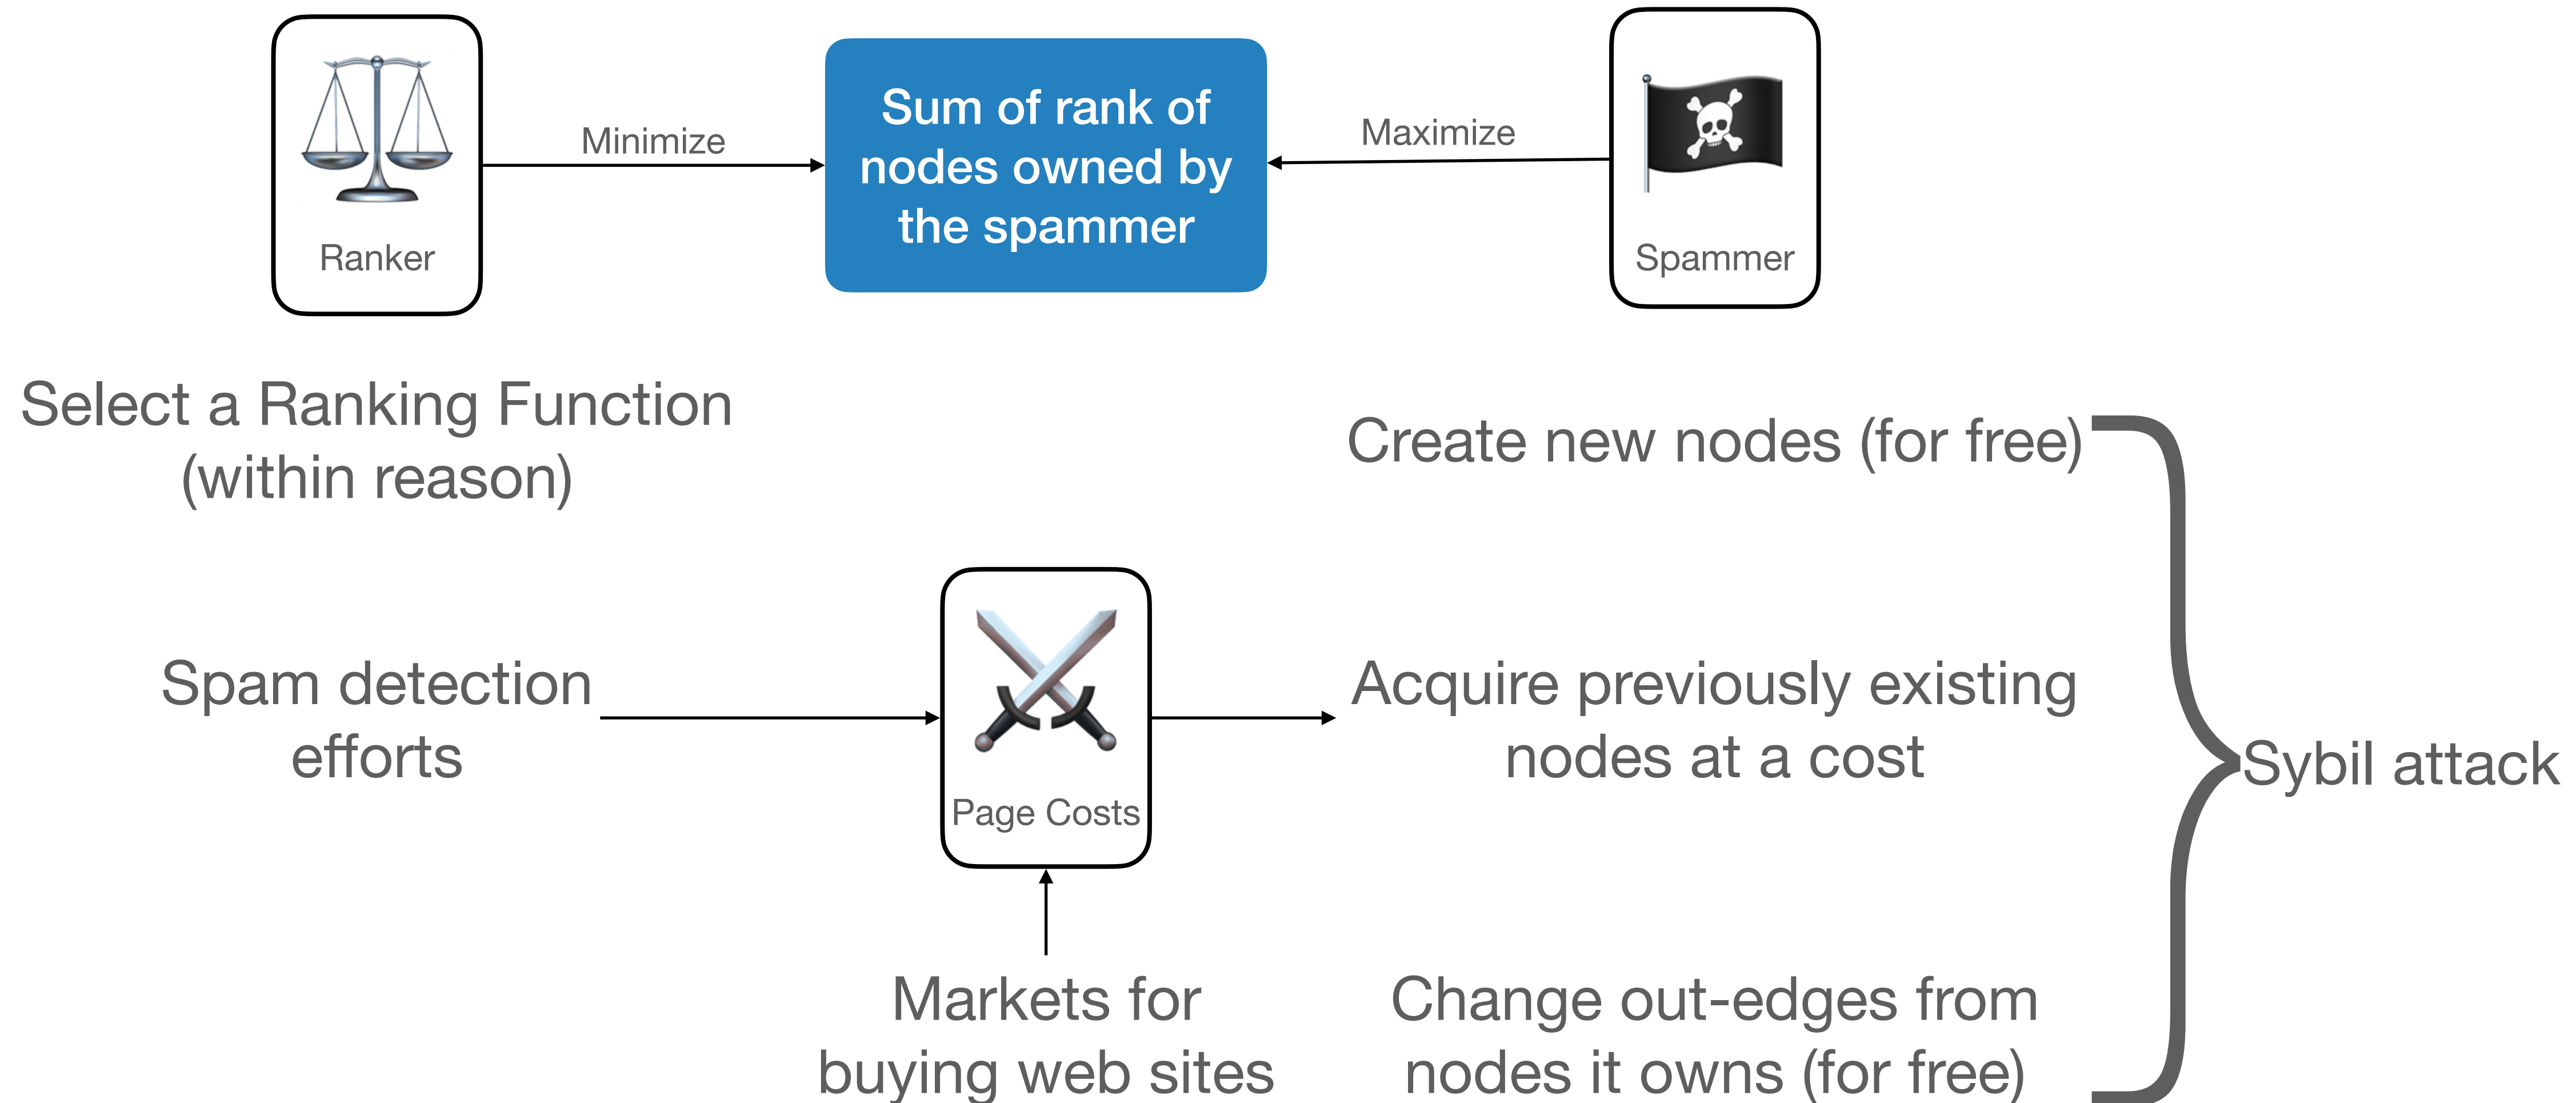 Ranker
Minimize
Sum of rank of
nodes owned by
the spammer
Maximize
Spammer
Select a Ranking Function
(within reason)
Create new nodes (for free)
Spam detection
efforts
Page Costs
Acquire previously existing
nodes at a cost
Sybil attack
Markets for
buying web sites
Change out-edges from
nodes it owns (for free)